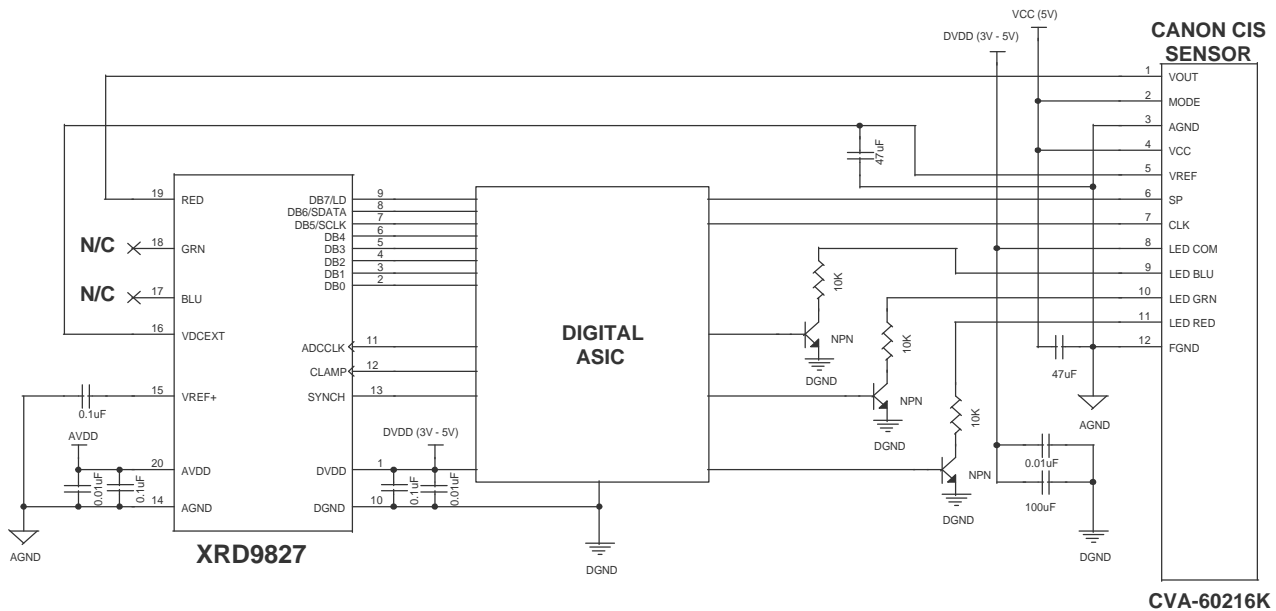 VCC (5V)
DVDD (3V - 5V)
CANON CIS
SENSOR
1 VOUT
2 MODE
3 AGND
4 VCC
5 VREF
6 SP
7 CLK
8 LED COM
9 LED BLU
10 LED GRN
11 LED RED
12 FGND
47uF
19 RED
N/C 18 GRN
N/C 17 BLU
16 VDCEXT
15 VREF+
0.1uF
AVDD
20 AVDD
0.01uF
0.1uF
14 AGND
AGND
DB7/LD 9
DB6/SDATA 8
DB5/SCLK 7
DB4 6
DB3 5
DB2 4
DB1 3
DB0 2
ADCCLK 11
CLAMP 12
SYNCH 13
DVDD (3V - 5V)
DVDD 1
0.1uF
0.01uF
DGND 10
XRD9827
DIGITAL
ASIC
DGND
10K
NPN
DGND
10K
NPN
DGND
10K
NPN
DGND
47uF
AGND
0.01uF
100uF
DGND
CVA-60216K